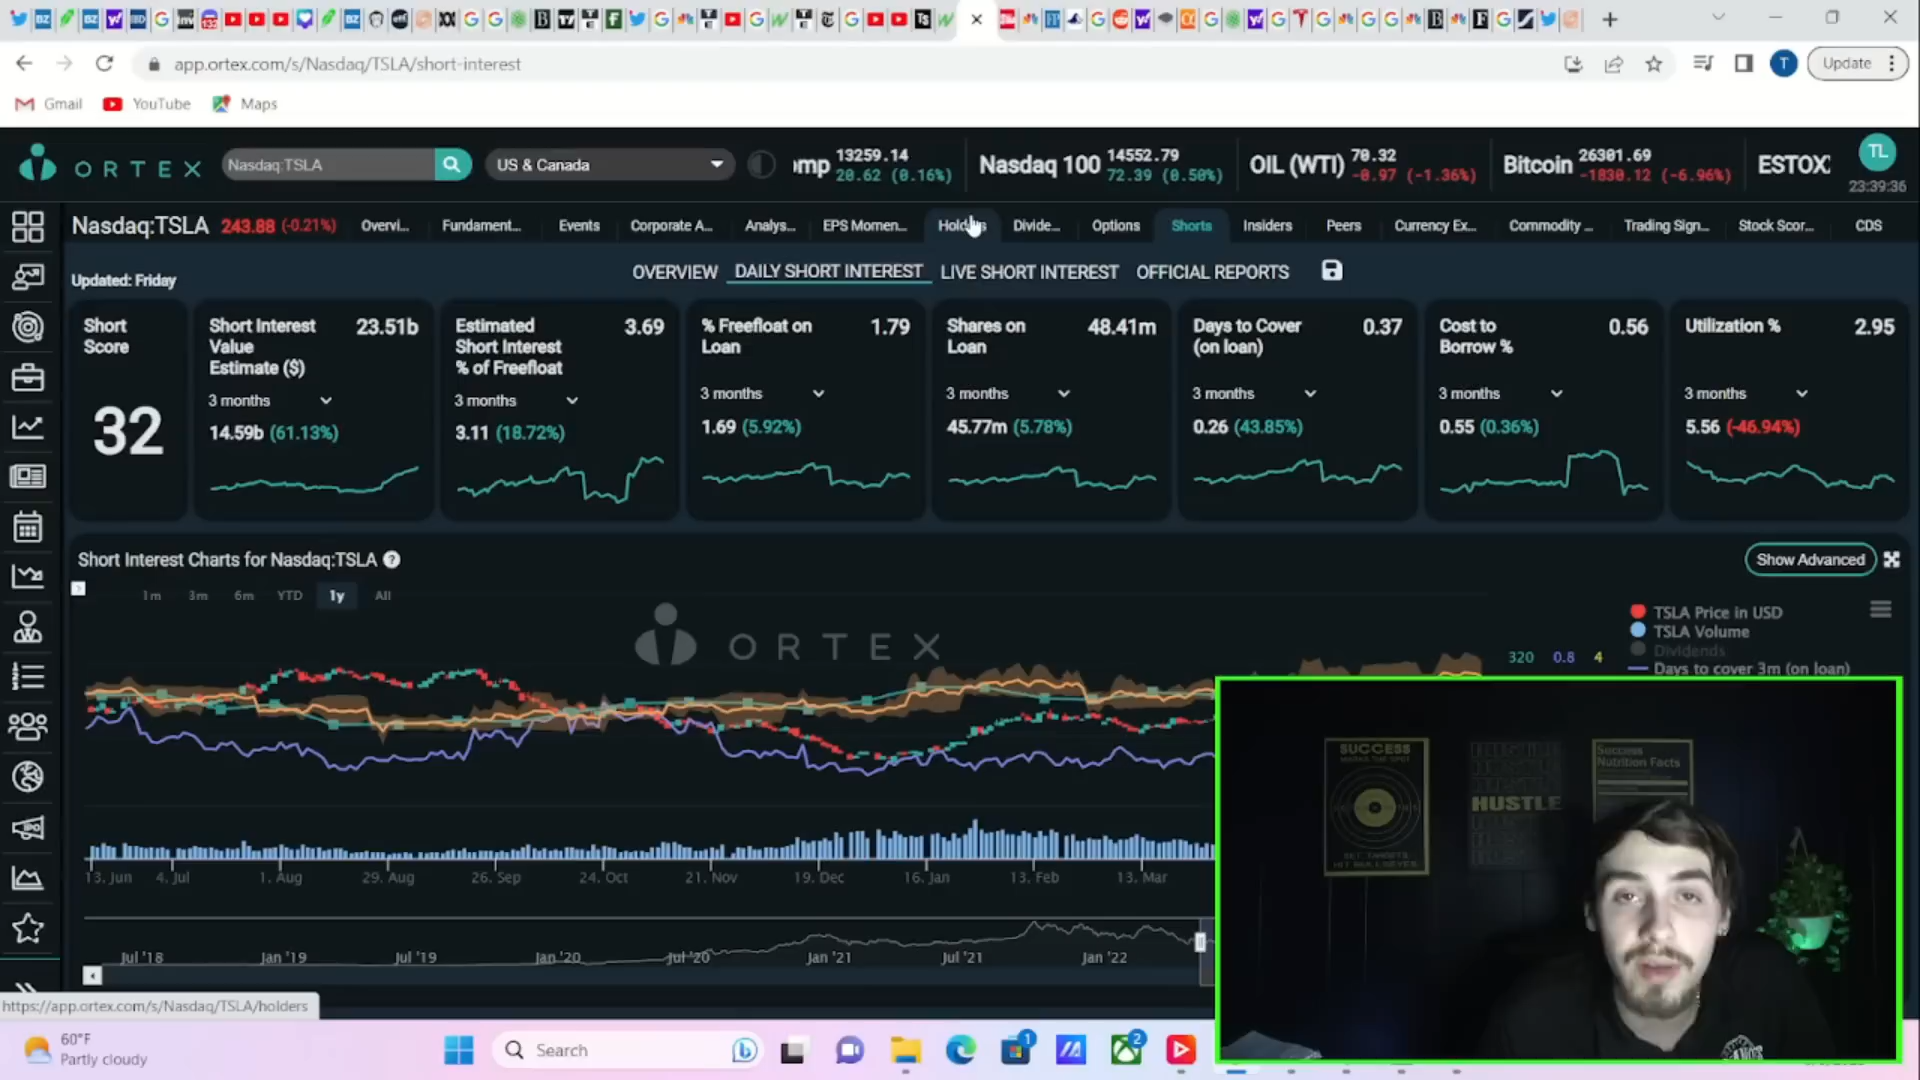 app.ortex.com/s/Nasdaq/TSLA/short-interest
Update
Gmail YouTube Maps
ORTEX
Nasdaq:TSLA
US & Canada
omp 13259.14 20.62 (0.16%)
Nasdaq 100 14552.79 72.39 (0.50%)
OIL (WTI) 70.32 -0.97 (-1.36%)
Bitcoin 26301.69 -1830.12 (-6.96%)
ESTOX
TL
23:39:36
Nasdaq:TSLA 243.88 (-0.21%)
Overvi... Fundament... Events Corporate A... Analys... EPS Momen... Holders Divide... Options Shorts Insiders Peers Currency Ex... Commodity ... Trading Sign... Stock Scor... CDS
Updated: Friday
OVERVIEW DAILY SHORT INTEREST LIVE SHORT INTEREST OFFICIAL REPORTS
Short Score
32
Short Interest Value Estimate ($) 23.51b
3 months
14.59b (61.13%)
Estimated Short Interest % of Freefloat 3.69
3 months
3.11 (18.72%)
% Freefloat on Loan 1.79
3 months
1.69 (5.92%)
Shares on Loan 48.41m
3 months
45.77m (5.78%)
Days to Cover (on loan) 0.37
3 months
0.26 (43.85%)
Cost to Borrow % 0.56
3 months
0.55 (0.36%)
Utilization % 2.95
3 months
5.56 (-46.94%)
Short Interest Charts for Nasdaq:TSLA
Show Advanced
1m 3m 6m YTD 1y All
ORTEX
TSLA Price in USD
TSLA Volume
Dividends
Days to cover 3m (on loan)
320 0.8 4
13. Jun 4. Jul 1. Aug 29. Aug 26. Sep 24. Oct 21. Nov 19. Dec 16. Jan 13. Feb 13. Mar
Jul '18 Jan '19 Jul '19 Jan '20 Jul '20 Jan '21 Jul '21 Jan '22
https://app.ortex.com/s/Nasdaq/TSLA/holders
SUCCESS
HUSTLE
Success
Nutrition Facts
60°F
Partly cloudy
Search
1
2